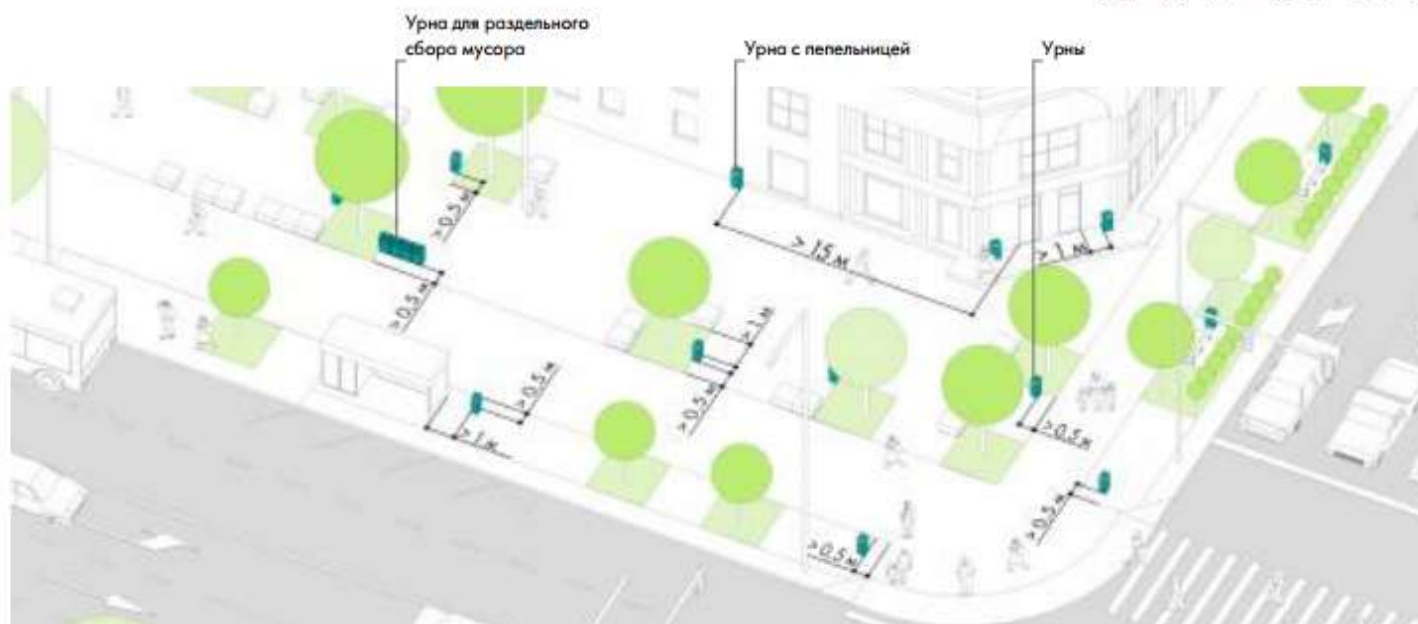 Урна для раздельного
сбора мусора
Урна с пепельницей
Урны
> 0,5 м
> 15 м
> 1 м
> 0,5 м
> 1 м
> 0,5 м
> 0,5 м
> 1 м
> 0,5 м
> 0,5 м
> 0,5 м